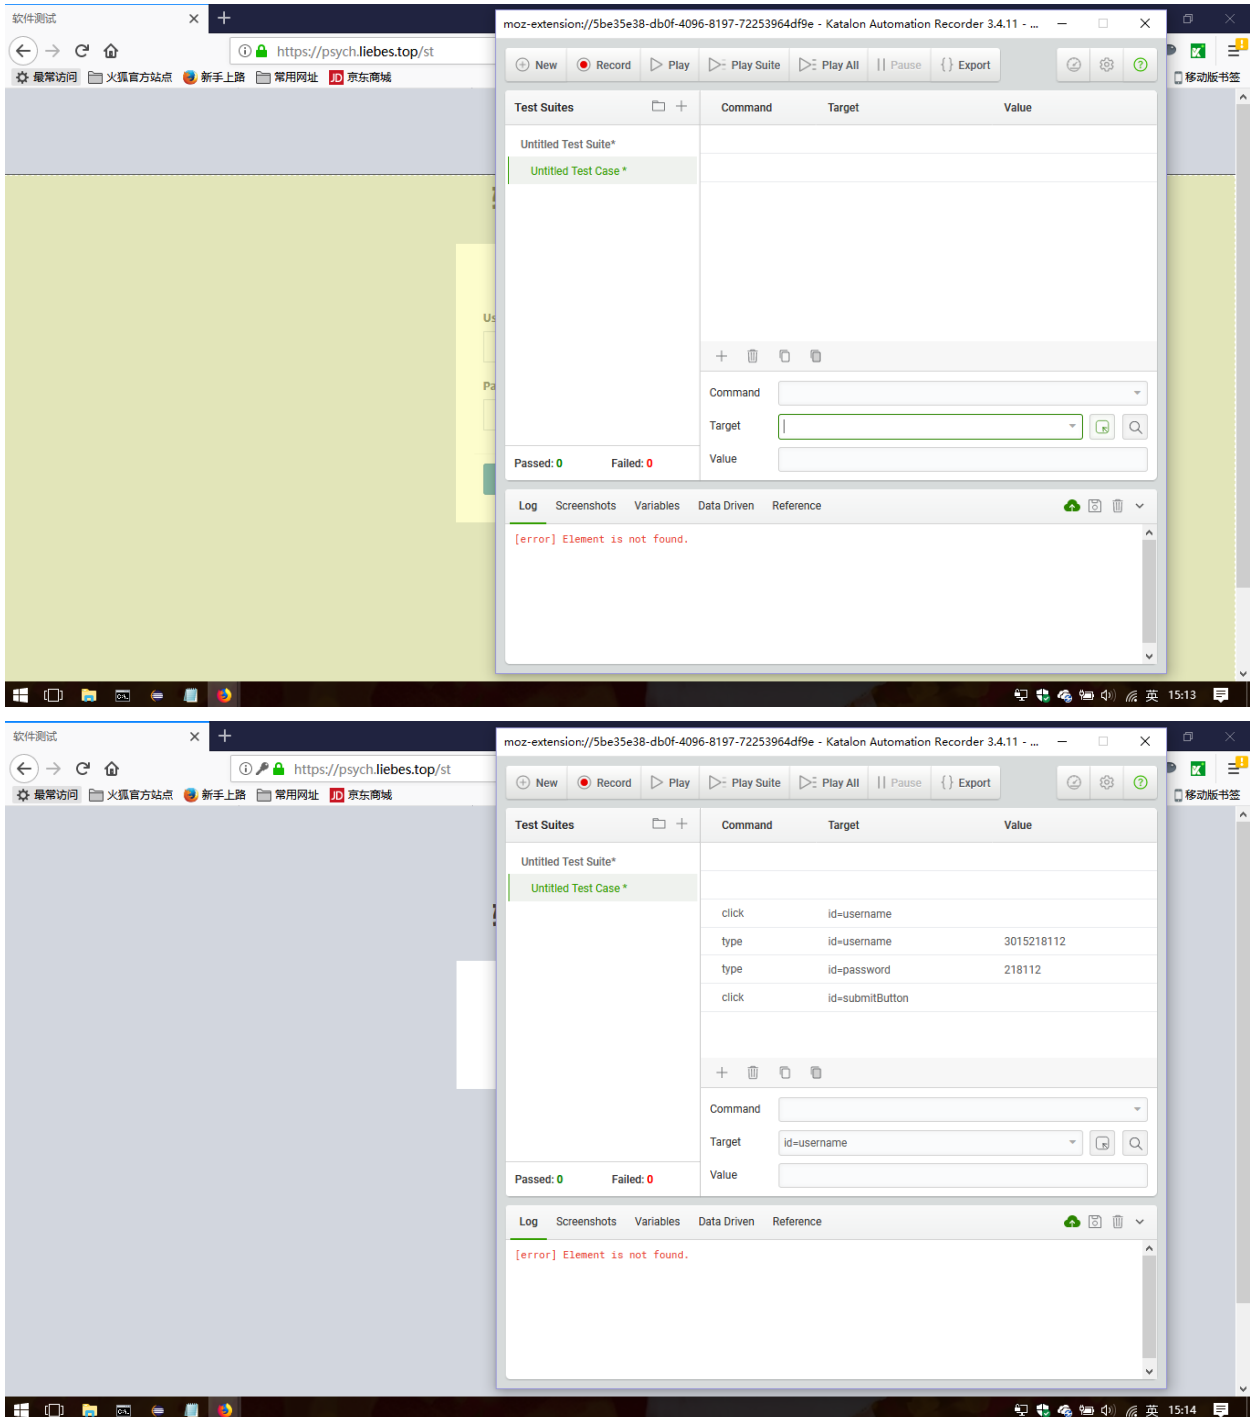 软件测试
moz-extension://5be35e38-db0f-4096-8197-72253964df9e - Katalon Automation Recorder 3.4.11 - ...
https://psych.liebes.top/st
New Record Play Play Suite Play All Pause {} Export
最常访问 火狐官方站点 新手上路 常用网址 JD 京东商城
移动版书签
Test Suites
Command Target Value
Untitled Test Suite*
Untitled Test Case *
Us
Pa
Command
Target
Value
Passed: 0 Failed: 0
Log Screenshots Variables Data Driven Reference
[error] Element is not found.
英 15:13
软件测试
moz-extension://5be35e38-db0f-4096-8197-72253964df9e - Katalon Automation Recorder 3.4.11 - ...
https://psych.liebes.top/st
New Record Play Play Suite Play All Pause {} Export
最常访问 火狐官方站点 新手上路 常用网址 JD 京东商城
移动版书签
Test Suites
Command Target Value
Untitled Test Suite*
Untitled Test Case *
click id=username
type id=username 3015218112
type id=password 218112
click id=submitButton
Command
Target id=username
Value
Passed: 0 Failed: 0
Log Screenshots Variables Data Driven Reference
[error] Element is not found.
英 15:14